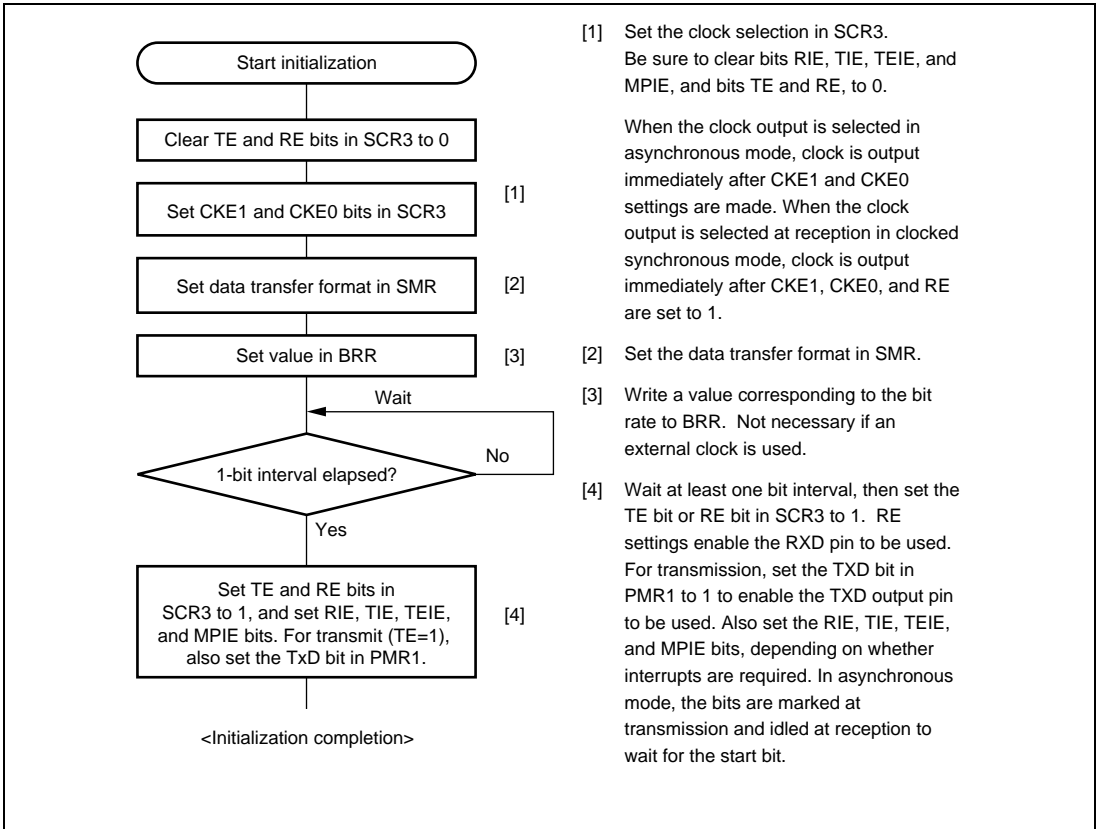 Start initialization
Clear TE and RE bits in SCR3 to 0
Set CKE1 and CKE0 bits in SCR3
[1]
Set data transfer format in SMR
[2]
Set value in BRR
[3]
Wait
1-bit interval elapsed?
No
Yes
Set TE and RE bits in
SCR3 to 1, and set RIE, TIE, TEIE,
and MPIE bits. For transmit (TE=1),
also set the TxD bit in PMR1.
[4]
<Initialization completion>
[1] Set the clock selection in SCR3.
Be sure to clear bits RIE, TIE, TEIE, and
MPIE, and bits TE and RE, to 0.
When the clock output is selected in
asynchronous mode, clock is output
immediately after CKE1 and CKE0
settings are made. When the clock
output is selected at reception in clocked
synchronous mode, clock is output
immediately after CKE1, CKE0, and RE
are set to 1.
[2] Set the data transfer format in SMR.
[3] Write a value corresponding to the bit
rate to BRR. Not necessary if an
external clock is used.
[4] Wait at least one bit interval, then set the
TE bit or RE bit in SCR3 to 1. RE
settings enable the RXD pin to be used.
For transmission, set the TXD bit in
PMR1 to 1 to enable the TXD output pin
to be used. Also set the RIE, TIE, TEIE,
and MPIE bits, depending on whether
interrupts are required. In asynchronous
mode, the bits are marked at
transmission and idled at reception to
wait for the start bit.